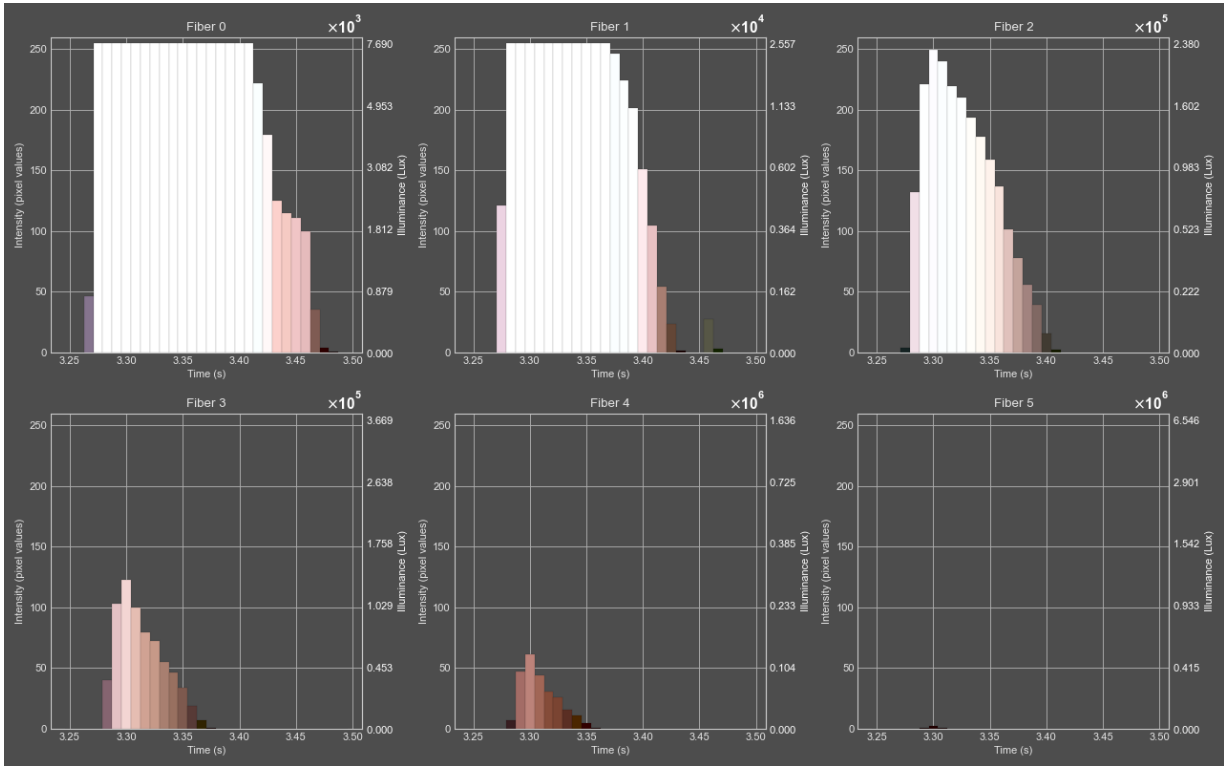 Fiber 0 ×10³
250 200 150 100 50 0
Intensity (pixel values)
7.690 4.953 3.082 1.812 0.879 0.000
Illuminance (Lux)
3.25 3.30 3.35 3.40 3.45 3.50
Time (s)
Fiber 1 ×10⁴
250 200 150 100 50 0
Intensity (pixel values)
2.557 1.133 0.602 0.364 0.162 0.000
Illuminance (Lux)
3.25 3.30 3.35 3.40 3.45 3.50
Time (s)
Fiber 2 ×10⁵
250 200 150 100 50 0
Intensity (pixel values)
2.380 1.602 0.983 0.523 0.222 0.000
Illuminance (Lux)
3.25 3.30 3.35 3.40 3.45 3.50
Time (s)
Fiber 3 ×10⁵
250 200 150 100 50 0
Intensity (pixel values)
3.669 2.638 1.758 1.029 0.453 0.000
Illuminance (Lux)
3.25 3.30 3.35 3.40 3.45 3.50
Time (s)
Fiber 4 ×10⁶
250 200 150 100 50 0
Intensity (pixel values)
1.636 0.725 0.385 0.233 0.104 0.000
Illuminance (Lux)
3.25 3.30 3.35 3.40 3.45 3.50
Time (s)
Fiber 5 ×10⁶
250 200 150 100 50 0
Intensity (pixel values)
6.546 2.901 1.542 0.933 0.415 0.000
Illuminance (Lux)
3.25 3.30 3.35 3.40 3.45 3.50
Time (s)